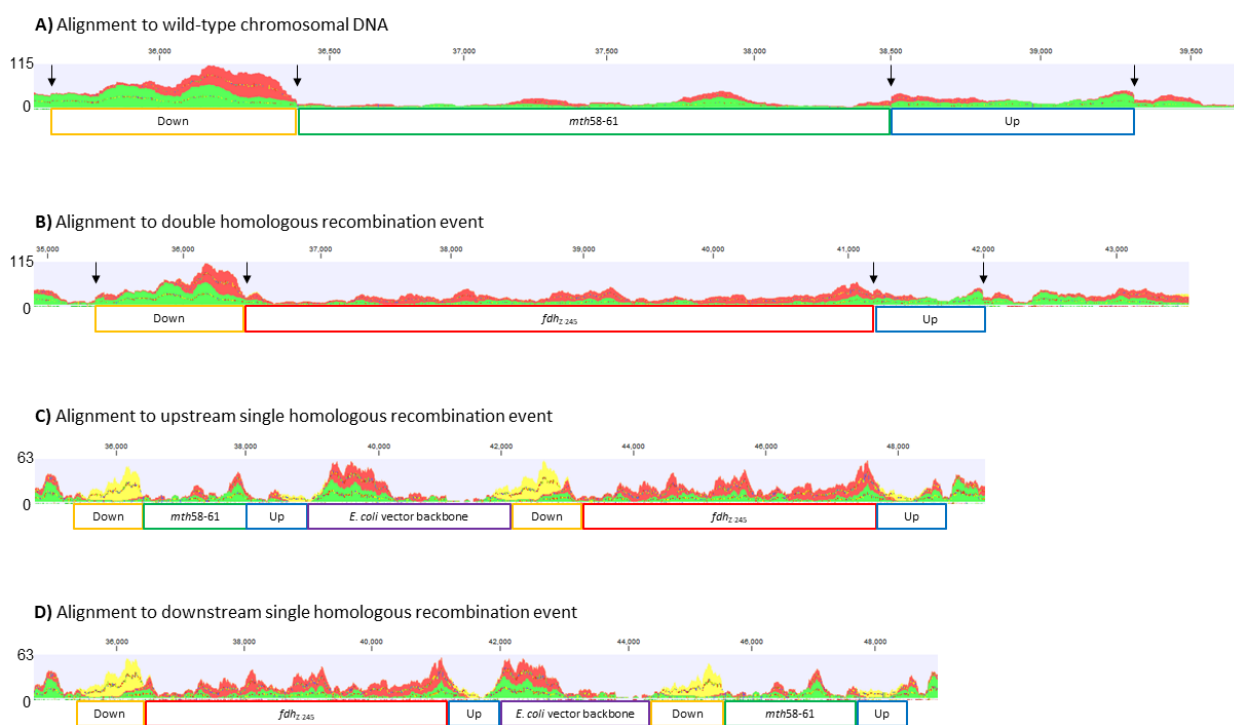 A) Alignment to wild-type chromosomal DNA
36,000 36,500 37,000 37,500 38,000 38,500 39,000 39,500
115
0
Down mth58-61 Up
B) Alignment to double homologous recombination event
35,000 36,000 37,000 38,000 39,000 40,000 41,000 42,000 43,000
115
0
Down fdhZ 245 Up
C) Alignment to upstream single homologous recombination event
36,000 38,000 40,000 42,000 44,000 46,000 48,000
63
0
Down mth58-61 Up E. coli vector backbone Down fdhZ 245 Up
D) Alignment to downstream single homologous recombination event
36,000 38,000 40,000 42,000 44,000 46,000 48,000
63
0
Down fdhZ 245 Up E. coli vector backbone Down mth58-61 Up